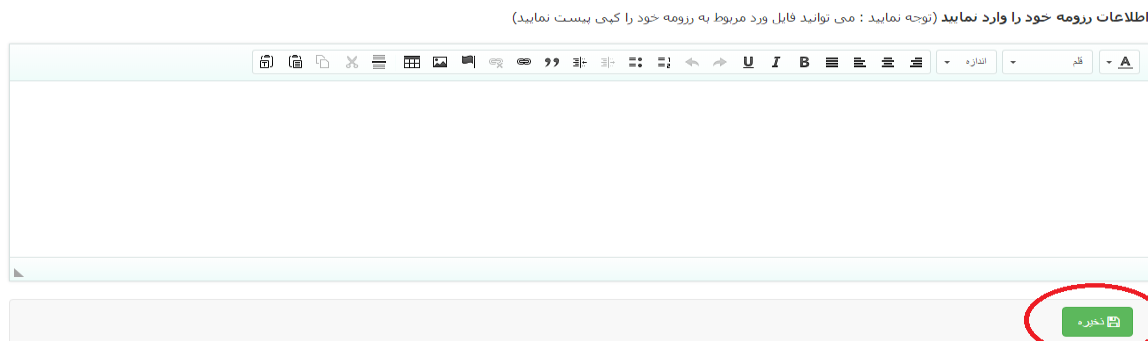 اطلاعات رزومه خود را وارد نمایید (توجه نمایید : می توانید فایل ورد مربوط به رزومه خود را کپی پیست نمایید)
A قلم اندازه B I U
ذخیره